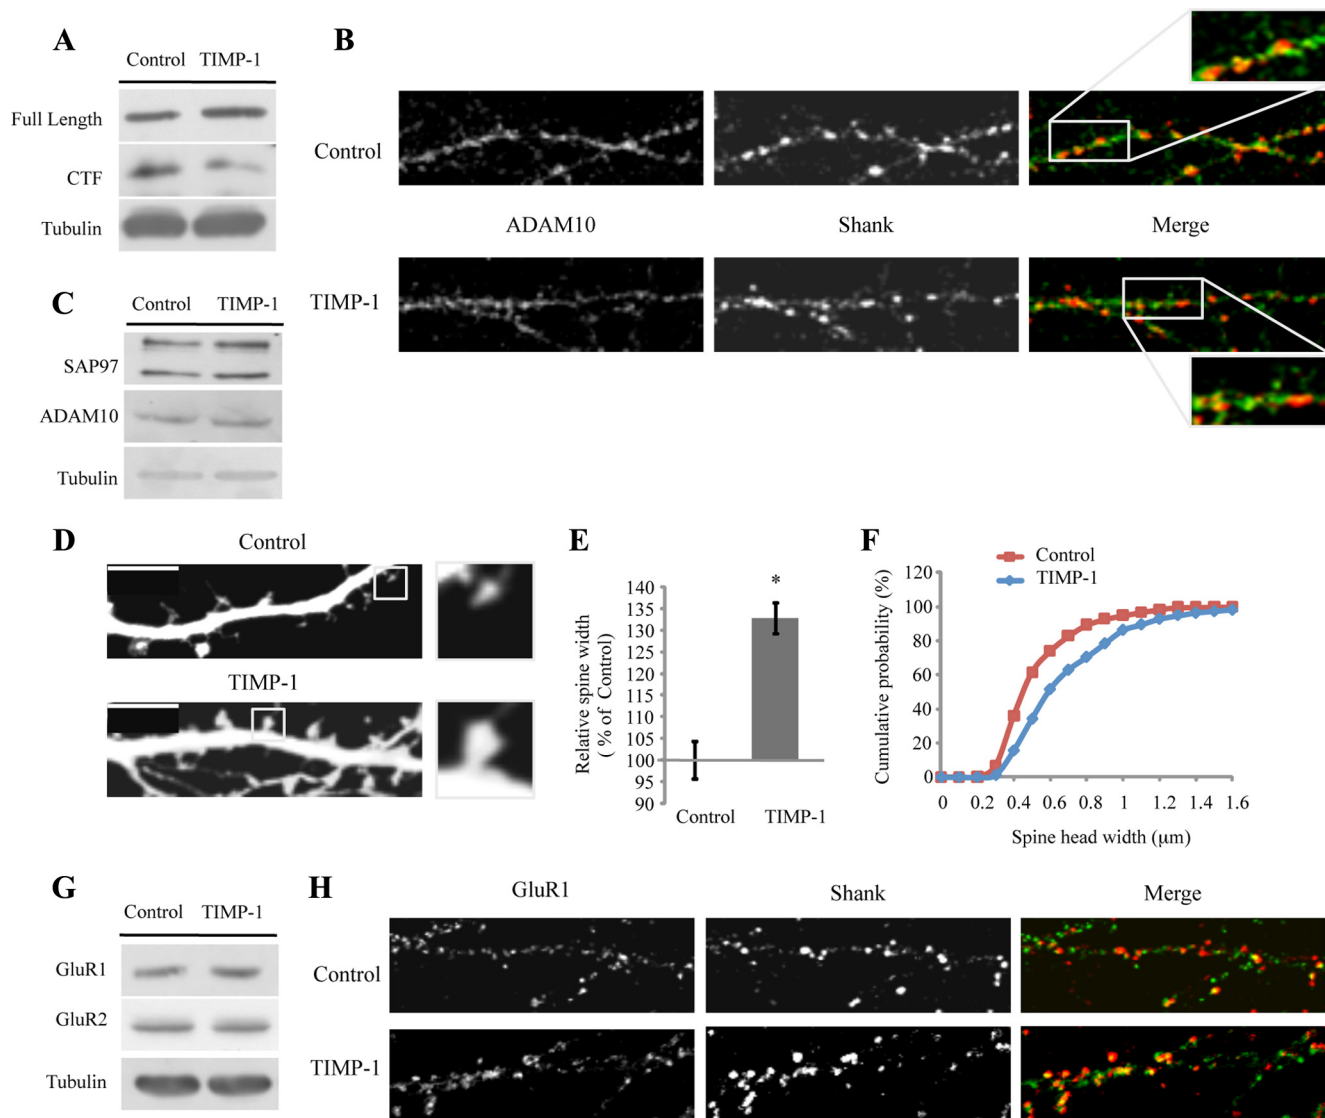 A
Control TIMP-1
Full Length
CTF
Tubulin
B
Control
ADAM10 Shank Merge
TIMP-1
C
Control TIMP-1
SAP97
ADAM10
Tubulin
D
Control
TIMP-1
E
Relative spine width
( % of Control)
140
135
130
125
120
115
110
105
100
95
90
*
Control TIMP-1
F
Control
TIMP-1
Cumulative probability (%)
120
100
80
60
40
20
0
0 0.2 0.4 0.6 0.8 1 1.2 1.4 1.6
Spine head width (µm)
G
Control TIMP-1
GluR1
GluR2
Tubulin
H
GluR1 Shank Merge
Control
TIMP-1